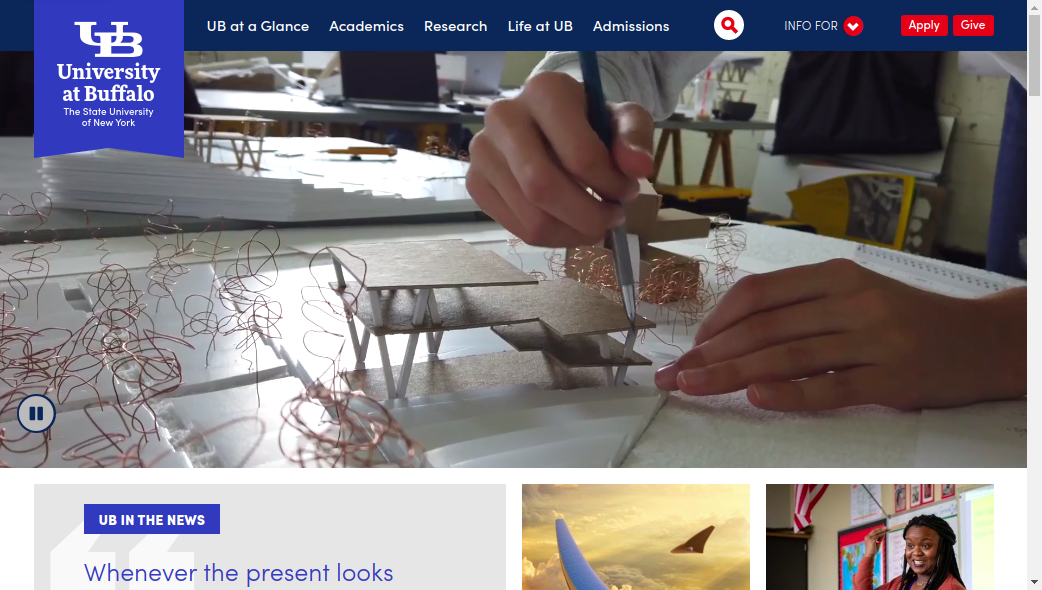 UB
University
at Buffalo
The State University
of New York
UB at a Glance
Academics
Research
Life at UB
Admissions
INFO FOR
Apply
Give
UB IN THE NEWS
Whenever the present looks